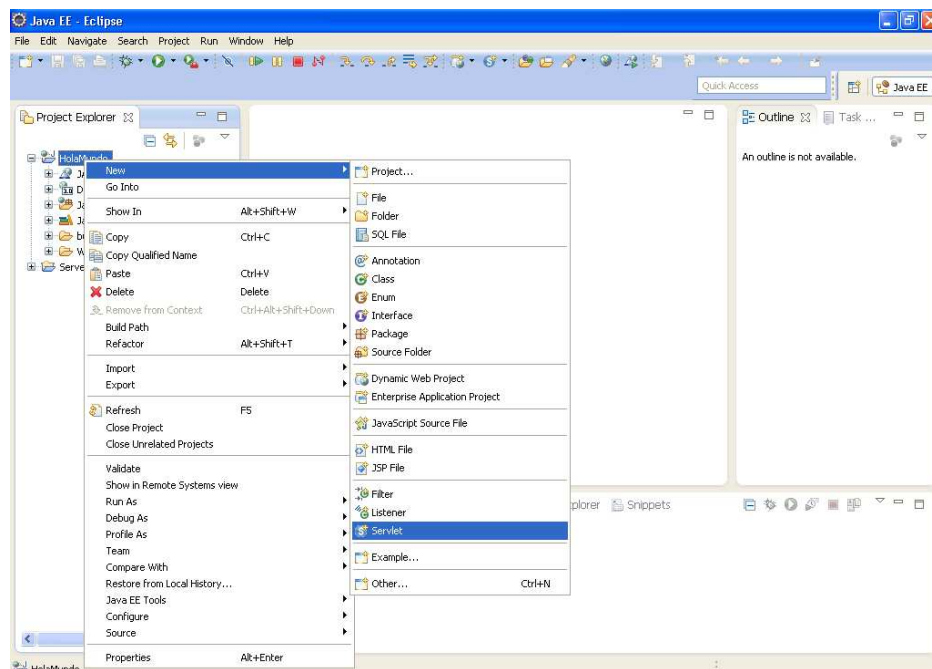 Java EE - Eclipse
File Edit Navigate Search Project Run Window Help
Quick Access
Java EE
Project Explorer
Outline Task ...
An outline is not available.
HolaMundo
Serve
New
Go Into
Show In Alt+Shift+W
Copy Ctrl+C
Copy Qualified Name
Paste Ctrl+V
Delete Delete
Remove from Context Ctrl+Alt+Shift+Down
Build Path
Refactor Alt+Shift+T
Import
Export
Refresh F5
Close Project
Close Unrelated Projects
Validate
Show in Remote Systems view
Run As
Debug As
Profile As
Team
Compare With
Restore from Local History...
Java EE Tools
Configure
Source
Properties Alt+Enter
Project...
File
Folder
SQL File
Annotation
Class
Enum
Interface
Package
Source Folder
Dynamic Web Project
Enterprise Application Project
JavaScript Source File
HTML File
JSP File
Filter
Listener
Servlet
Example...
Other... Ctrl+N
plorer Snippets
HolaMundo